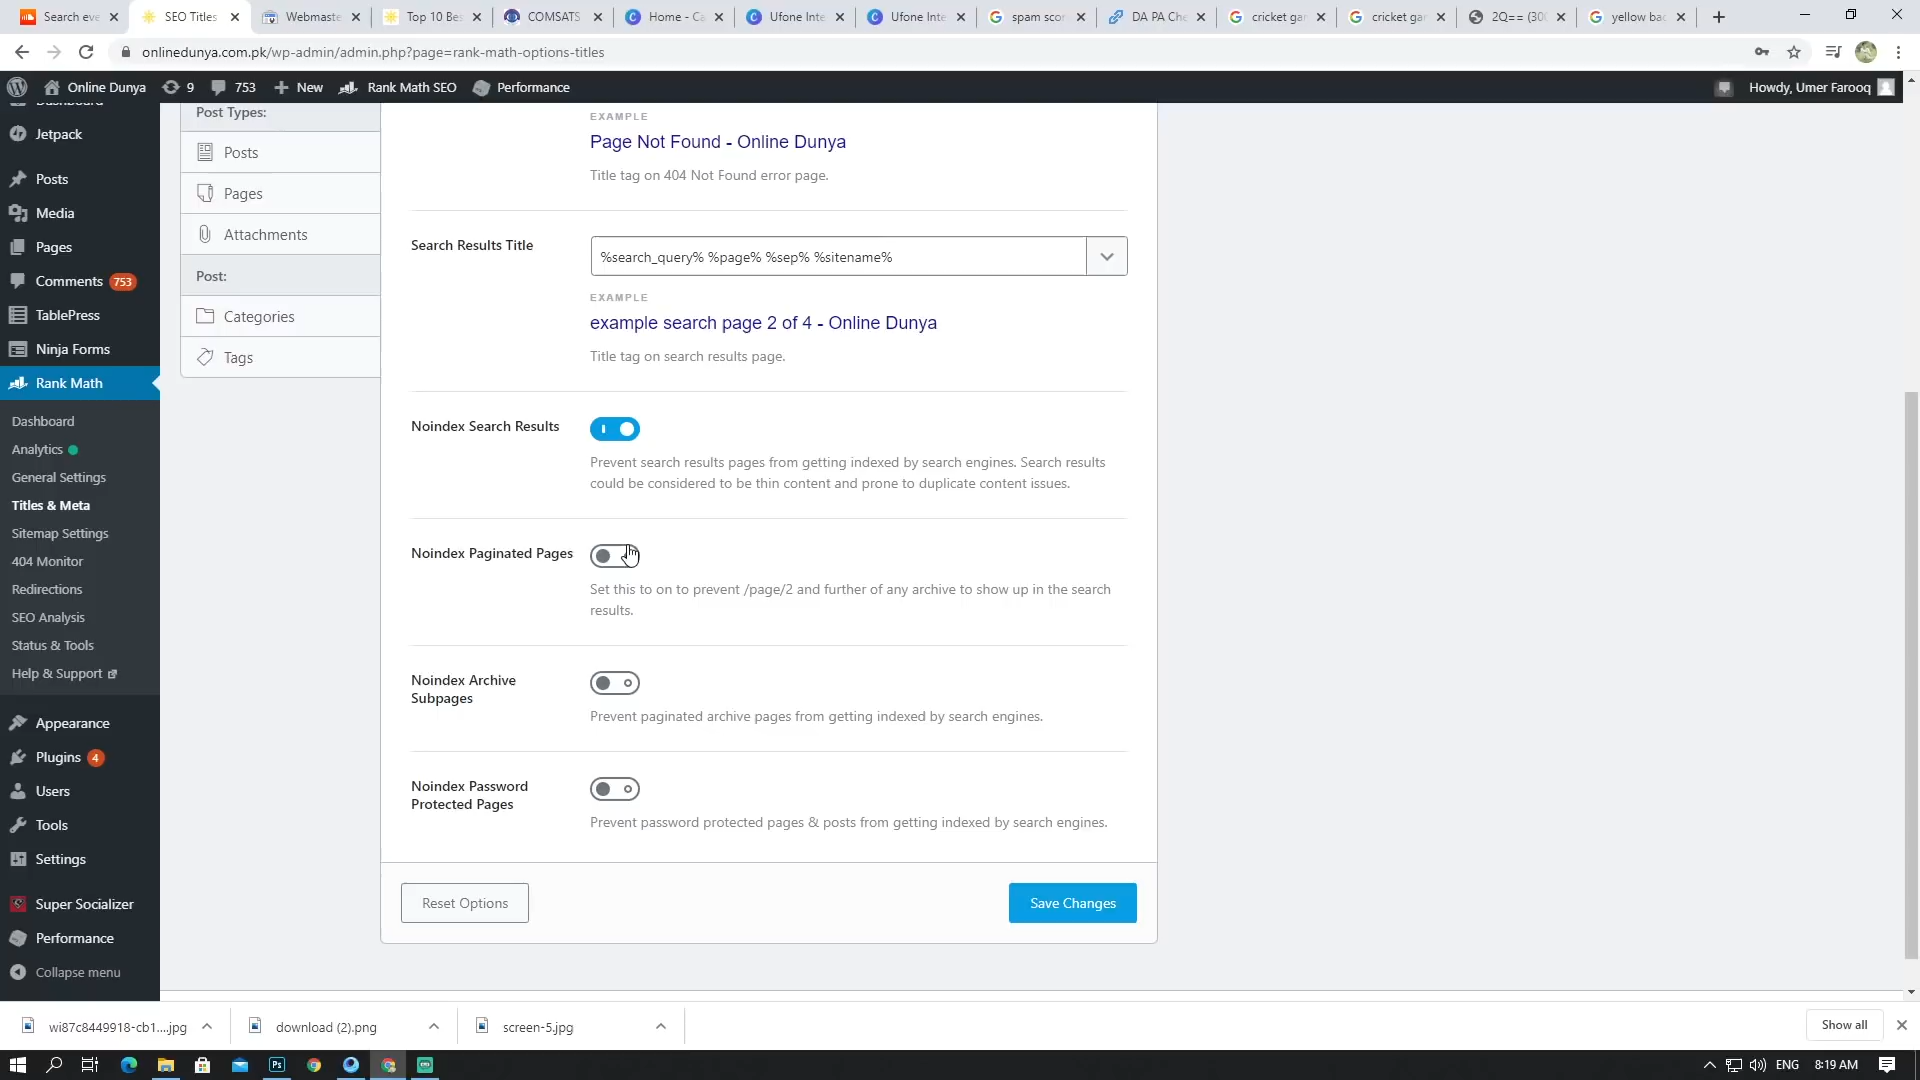 Search eve
SEO Titles
Webmaste
Top 10 Be
COMSATS
Home - Ca
Ufone Inte
Ufone Inte
spam scor
DA PA Che
cricket gar
cricket gar
2Q== (300
yellow bac
onlinedunya.com.pk/wp-admin/admin.php?page=rank-math-options-titles
Online Dunya
9
753
New
Rank Math SEO
Performance
Howdy, Umer Farooq
Dashboard
Jetpack
Posts
Media
Pages
Comments 753
TablePress
Ninja Forms
Rank Math
Dashboard
Analytics
General Settings
Titles & Meta
Sitemap Settings
404 Monitor
Redirections
SEO Analysis
Status & Tools
Help & Support
Appearance
Plugins 4
Users
Tools
Settings
Super Socializer
Performance
Collapse menu
Post Types:
Posts
Pages
Attachments
Post:
Categories
Tags
EXAMPLE
Page Not Found - Online Dunya
Title tag on 404 Not Found error page.
Search Results Title
%search_query% %page% %sep% %sitename%
EXAMPLE
example search page 2 of 4 - Online Dunya
Title tag on search results page.
Noindex Search Results
Prevent search results pages from getting indexed by search engines. Search results
could be considered to be thin content and prone to duplicate content issues.
Noindex Paginated Pages
Set this to on to prevent /page/2 and further of any archive to show up in the search
results.
Noindex Archive
Subpages
Prevent paginated archive pages from getting indexed by search engines.
Noindex Password
Protected Pages
Prevent password protected pages & posts from getting indexed by search engines.
Reset Options
Save Changes
wi87c8449918-cb1....jpg
download (2).png
screen-5.jpg
Show all
Ps
ENG
8:19 AM